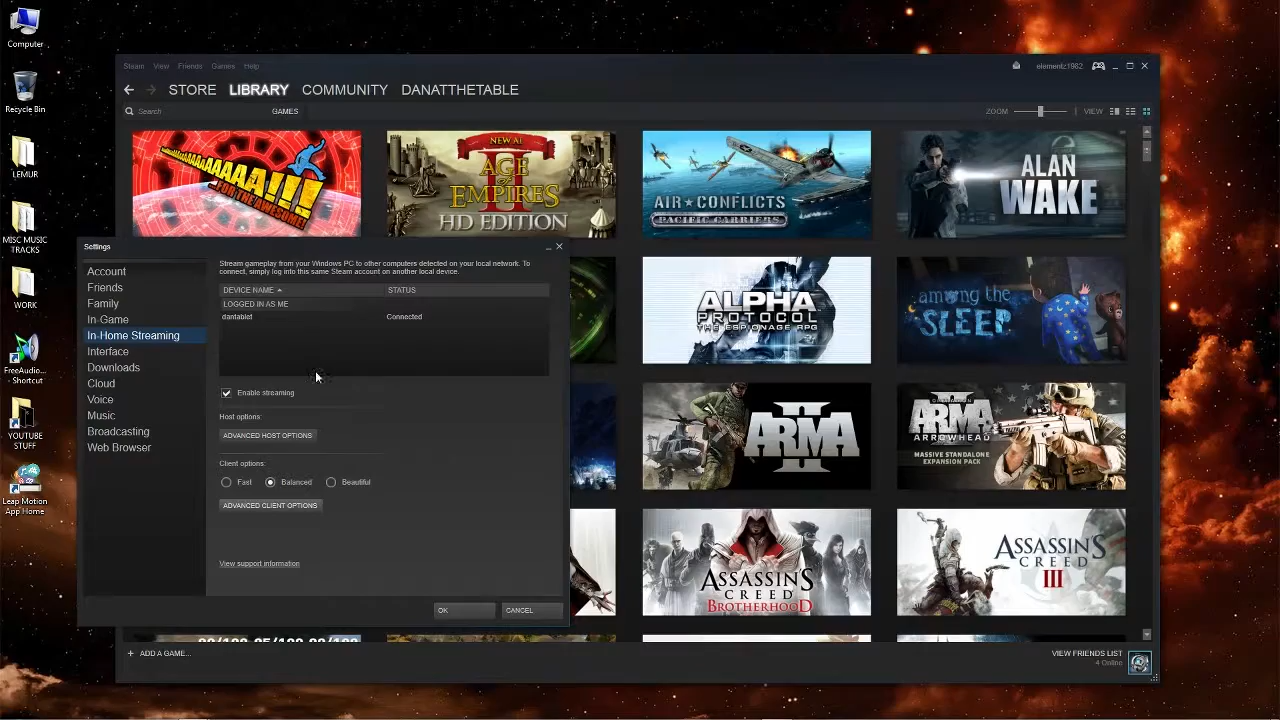 Computer
Recycle Bin
LEMUR
MISC MUSIC
TRACKS
WORK
FreeAudio...
- Shortcut
YOUTUBE
STUFF
Leap Motion
App Home
Steam View Friends Games Help
elementz1982
STORE LIBRARY COMMUNITY DANATTHETABLE
Search
GAMES
ZOOM
VIEW
FOR THE AWESOME!
NEW A.I.
AGE of
EMPIRES
II
HD EDITION
AIR CONFLICTS
PACIFIC CARRIERS
ALAN
WAKE
Settings
Account
Friends
Family
In-Game
In-Home Streaming
Interface
Downloads
Cloud
Voice
Music
Broadcasting
Web Browser
Stream gameplay from your Windows PC to other computers detected on your local network. To
connect, simply log into this same Steam account on another local device.
DEVICE NAME STATUS
LOGGED IN AS ME
dantablet Connected
Enable streaming
Host options:
ADVANCED HOST OPTIONS
Client options:
Fast Balanced Beautiful
ADVANCED CLIENT OPTIONS
View support information
OK CANCEL
ALPHA
PROTOCOL
THE ESPIONAGE RPG
among the
SLEEP
ARMA
II
ARMA
II
ARROWHEAD
MASSIVE STANDALONE
EXPANSION PACK
ASSASSIN'S
CREED
BROTHERHOOD
ASSASSIN'S
CREED
III
+ ADD A GAME...
VIEW FRIENDS LIST
4 Online